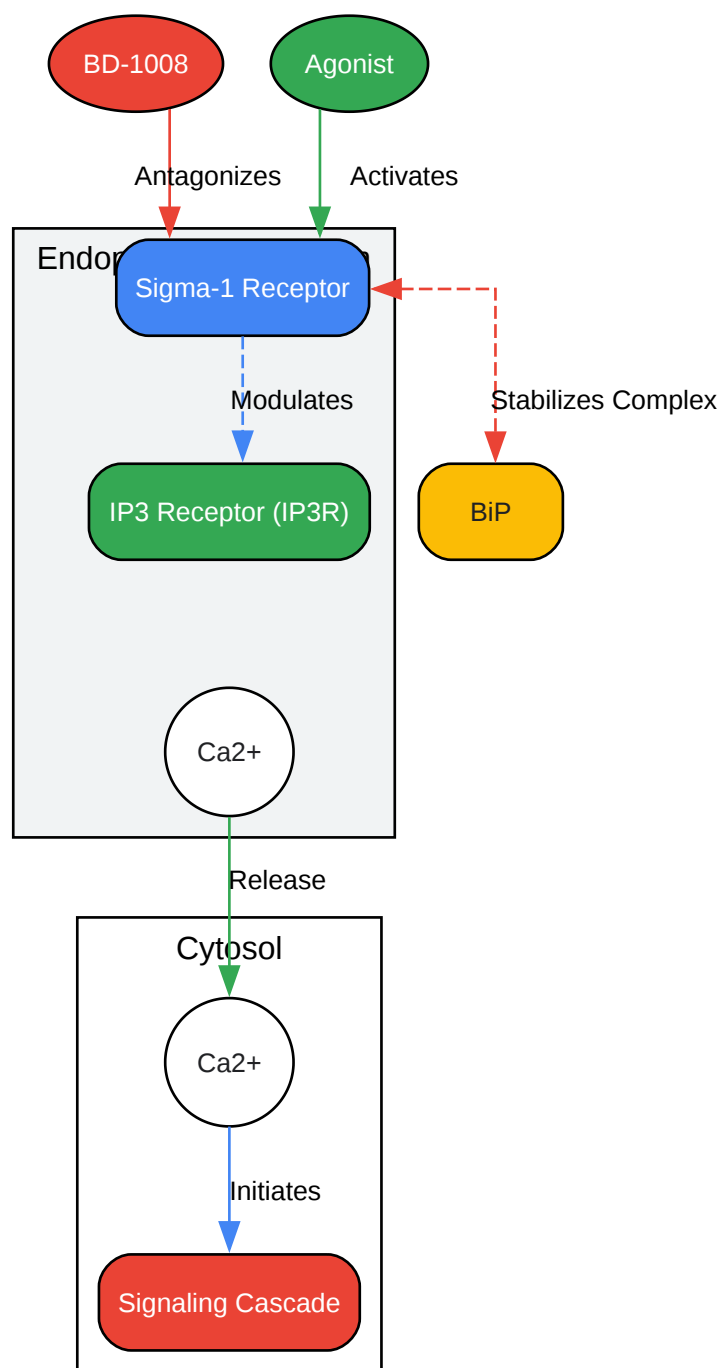 BD-1008
Agonist
Antagonizes
Activates
Sigma-1 Receptor
Modulates
Stabilizes Complex
IP3 Receptor (IP3R)
BiP
Ca2+
Release
Cytosol
Ca2+
Initiates
Signaling Cascade